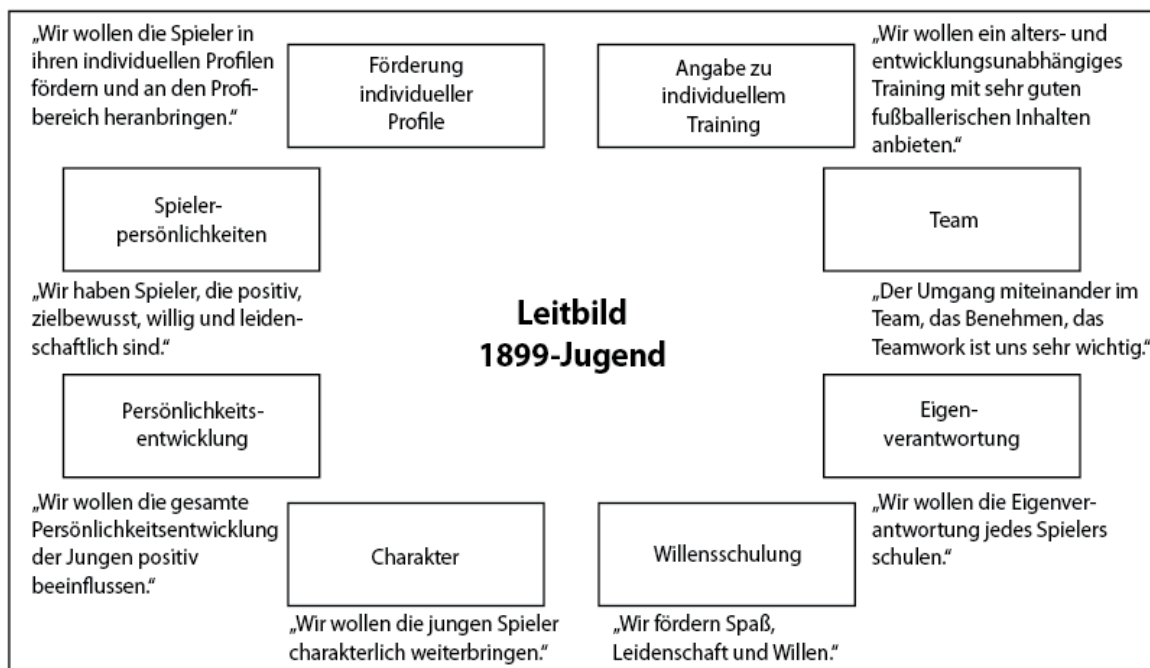 „Wir wollen die Spieler in
ihren individuellen Profilen
fördern und an den Profi-
bereich heranbringen.“
Förderung
individueller
Profile
Angabe zu
individuellem
Training
„Wir wollen ein alters- und
entwicklungsunabhängiges
Training mit sehr guten
fußballerischen Inhalten
anbieten.“
Spieler-
persönlichkeiten
„Wir haben Spieler, die positiv,
zielbewusst, willig und leiden-
schaftlich sind.“
Leitbild
1899-Jugend
Team
„Der Umgang miteinander im
Team, das Benehmen, das
Teamwork ist uns sehr wichtig.“
Persönlichkeits-
entwicklung
„Wir wollen die gesamte
Persönlichkeitsentwicklung
der Jungen positiv
beeinflussen.“
Eigen-
verantwortung
„Wir wollen die Eigenver-
antwortung jedes Spielers
schulen.“
Charakter
„Wir wollen die jungen Spieler
charakterlich weiterbringen.“
Willensschulung
„Wir fördern Spaß,
Leidenschaft und Willen.“